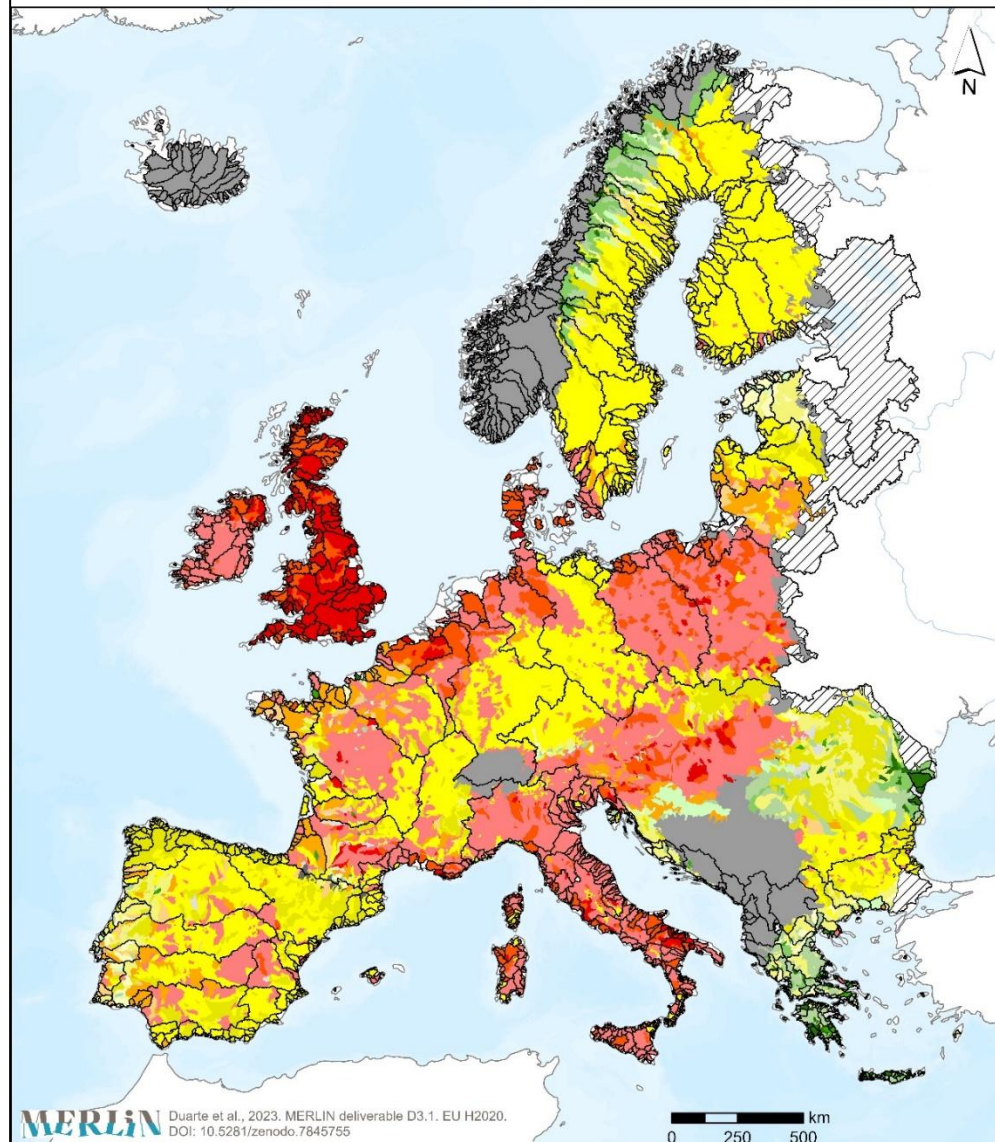 N
MERLiN
Duarte et al., 2023. MERLIN deliverable D3.1. EU H2020.
DOI: 10.5281/zenodo.7845755
km
0 250 500